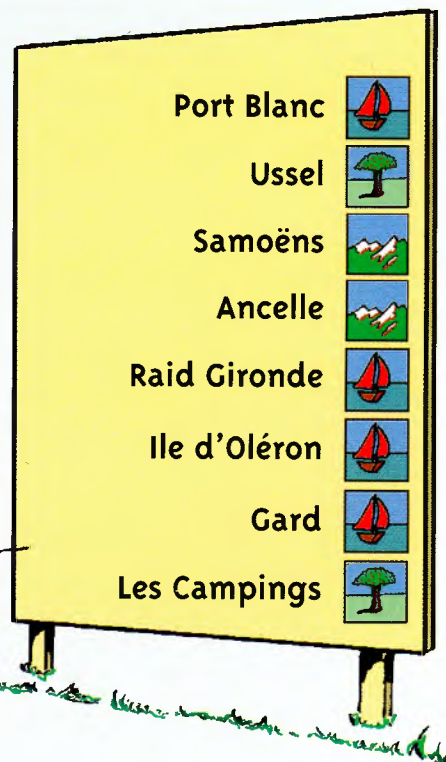 Port Blanc
Ussel
Samoëns
Ancelle
Raid Gironde
Ile d'Oléron
Gard
Les Campings